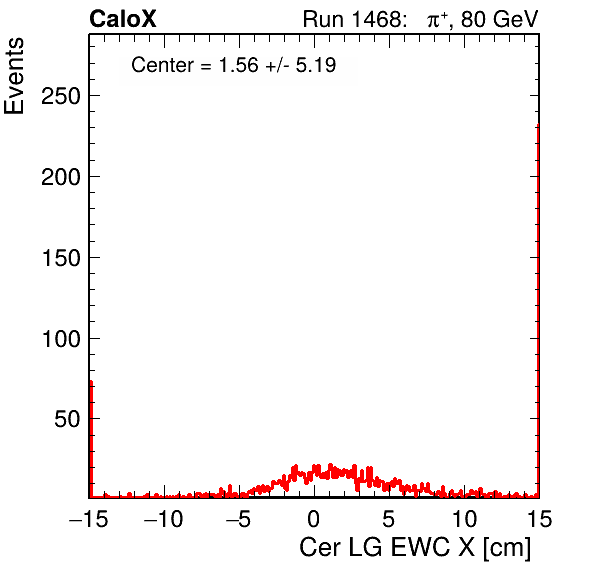 CaloX Run 1468: π⁺, 80 GeV
Center = 1.56 +/- 5.19
Events
250
200
150
100
50
−15 −10 −5 0 5 10 15
Cer LG EWC X [cm]